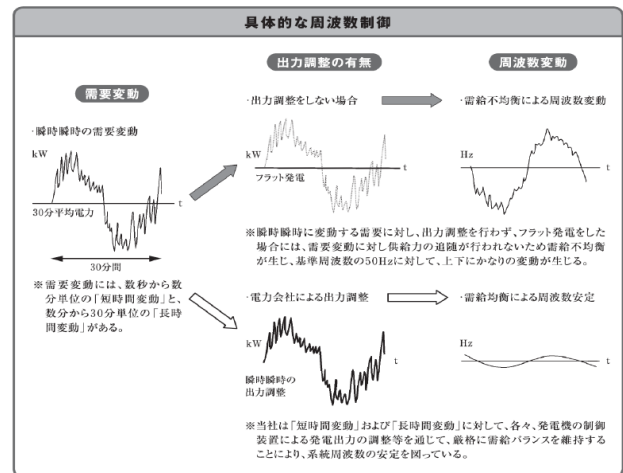 具体的な周波数制御
需要変動
・瞬時瞬時の需要変動
kW
t
30分平均電力
30分間
※需要変動には、数秒から数
分単位の「短時間変動」と、
数分から30分単位の「長時
間変動」がある。
出力調整の有無
・出力調整をしない場合
kW
t
フラット発電
周波数変動
・需給不均衡による周波数変動
Hz
t
※瞬時瞬時に変動する需要に対し、出力調整を行わず、フラット発電をした
場合には、需要変動に対し供給力の追随が行われないため需給不均衡
が生じ、基準周波数の50Hzに対して、上下にかなりの変動が生じる。
・電力会社による出力調整
kW
t
瞬時瞬時の
出力調整
・需給均衡による周波数安定
Hz
t
※当社は「短時間変動」および「長時間変動」に対して、各々、発電機の制御
装置による発電出力の調整等を通じて、厳格に需給バランスを維持する
ことにより、系統周波数の安定を図っている。